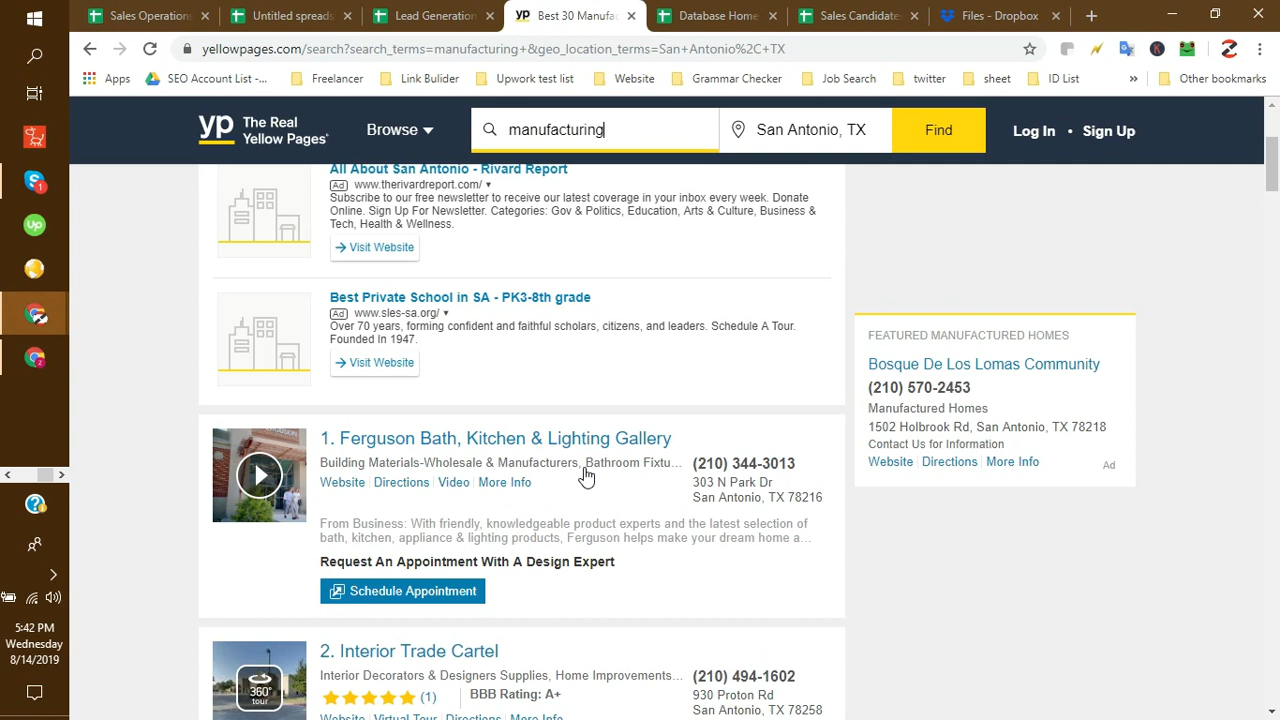 Sales Operations
Untitled spreads
Lead Generation
Best 30 Manufac
Database Home
Sales Candidate
Files - Dropbox
yellowpages.com/search?search_terms=manufacturing+&geo_location_terms=San+Antonio%2C+TX
Apps
SEO Account List -...
Freelancer
Link Builder
Upwork test list
Website
Grammar Checker
Job Search
twitter
sheet
ID List
»
Other bookmarks
yp The Real Yellow Pages
Browse
manufacturing
San Antonio, TX
Find
Log In • Sign Up
All About San Antonio - Rivard Report
Ad www.therivardreport.com/
Subscribe to our free newsletter to receive our latest coverage in your inbox every week. Donate
Online. Sign Up For Newsletter. Categories: Gov & Politics, Education, Arts & Culture, Business &
Tech, Health & Wellness.
Visit Website
Best Private School in SA - PK3-8th grade
Ad www.sles-sa.org/
Over 70 years, forming confident and faithful scholars, citizens, and leaders. Schedule A Tour.
Founded In 1947.
Visit Website
FEATURED MANUFACTURED HOMES
Bosque De Los Lomas Community
(210) 570-2453
Manufactured Homes
1502 Holbrook Rd, San Antonio, TX 78218
Contact Us for Information
Website Directions More Info
Ad
1. Ferguson Bath, Kitchen & Lighting Gallery
Building Materials-Wholesale & Manufacturers, Bathroom Fixtu...
(210) 344-3013
Website Directions Video More Info
303 N Park Dr
San Antonio, TX 78216
From Business: With friendly, knowledgeable product experts and the latest selection of
bath, kitchen, appliance & lighting products, Ferguson helps make your dream home a...
Request An Appointment With A Design Expert
Schedule Appointment
2. Interior Trade Cartel
Interior Decorators & Designers Supplies, Home Improvements...
(210) 494-1602
(1) BBB Rating: A+
930 Proton Rd
San Antonio, TX 78258
Website Virtual Tour Directions More Info
360°
tour
5:42 PM
Wednesday
8/14/2019